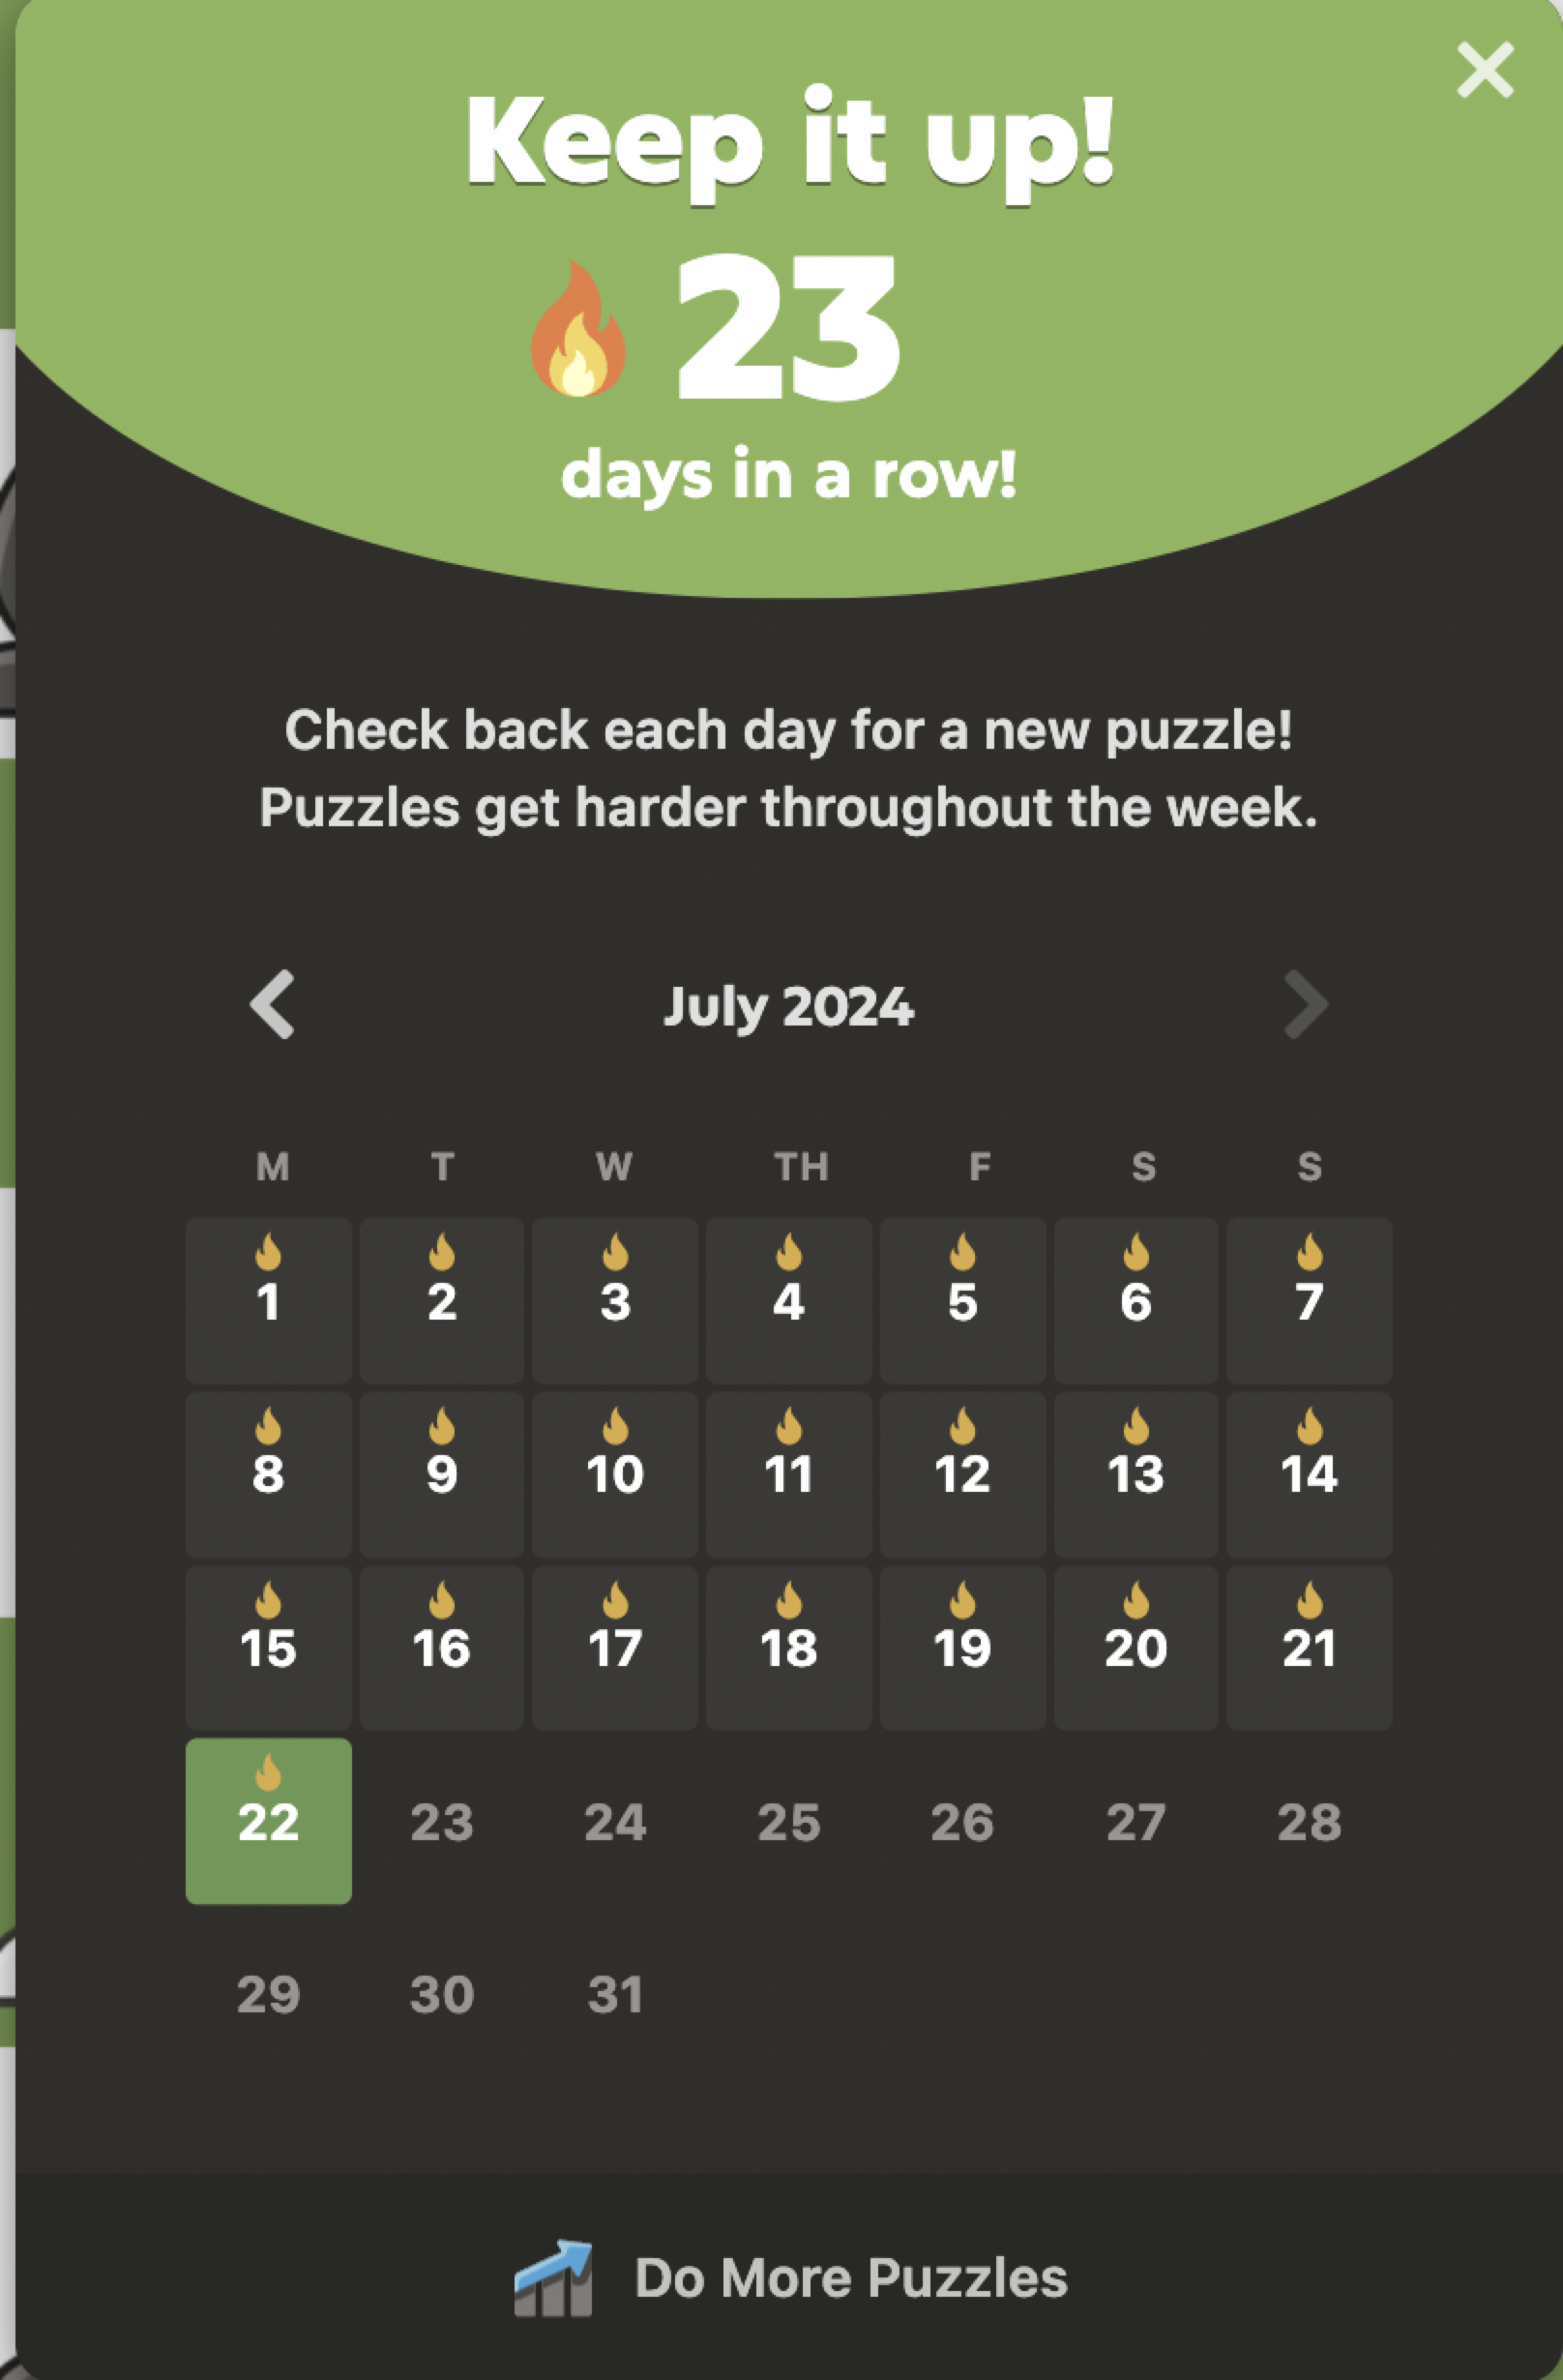 Keep it up!
23
days in a row!
Check back each day for a new puzzle!
Puzzles get harder throughout the week.
July 2024
M T W TH F S S
1 2 3 4 5 6 7
8 9 10 11 12 13 14
15 16 17 18 19 20 21
22 23 24 25 26 27 28
29 30 31
Do More Puzzles